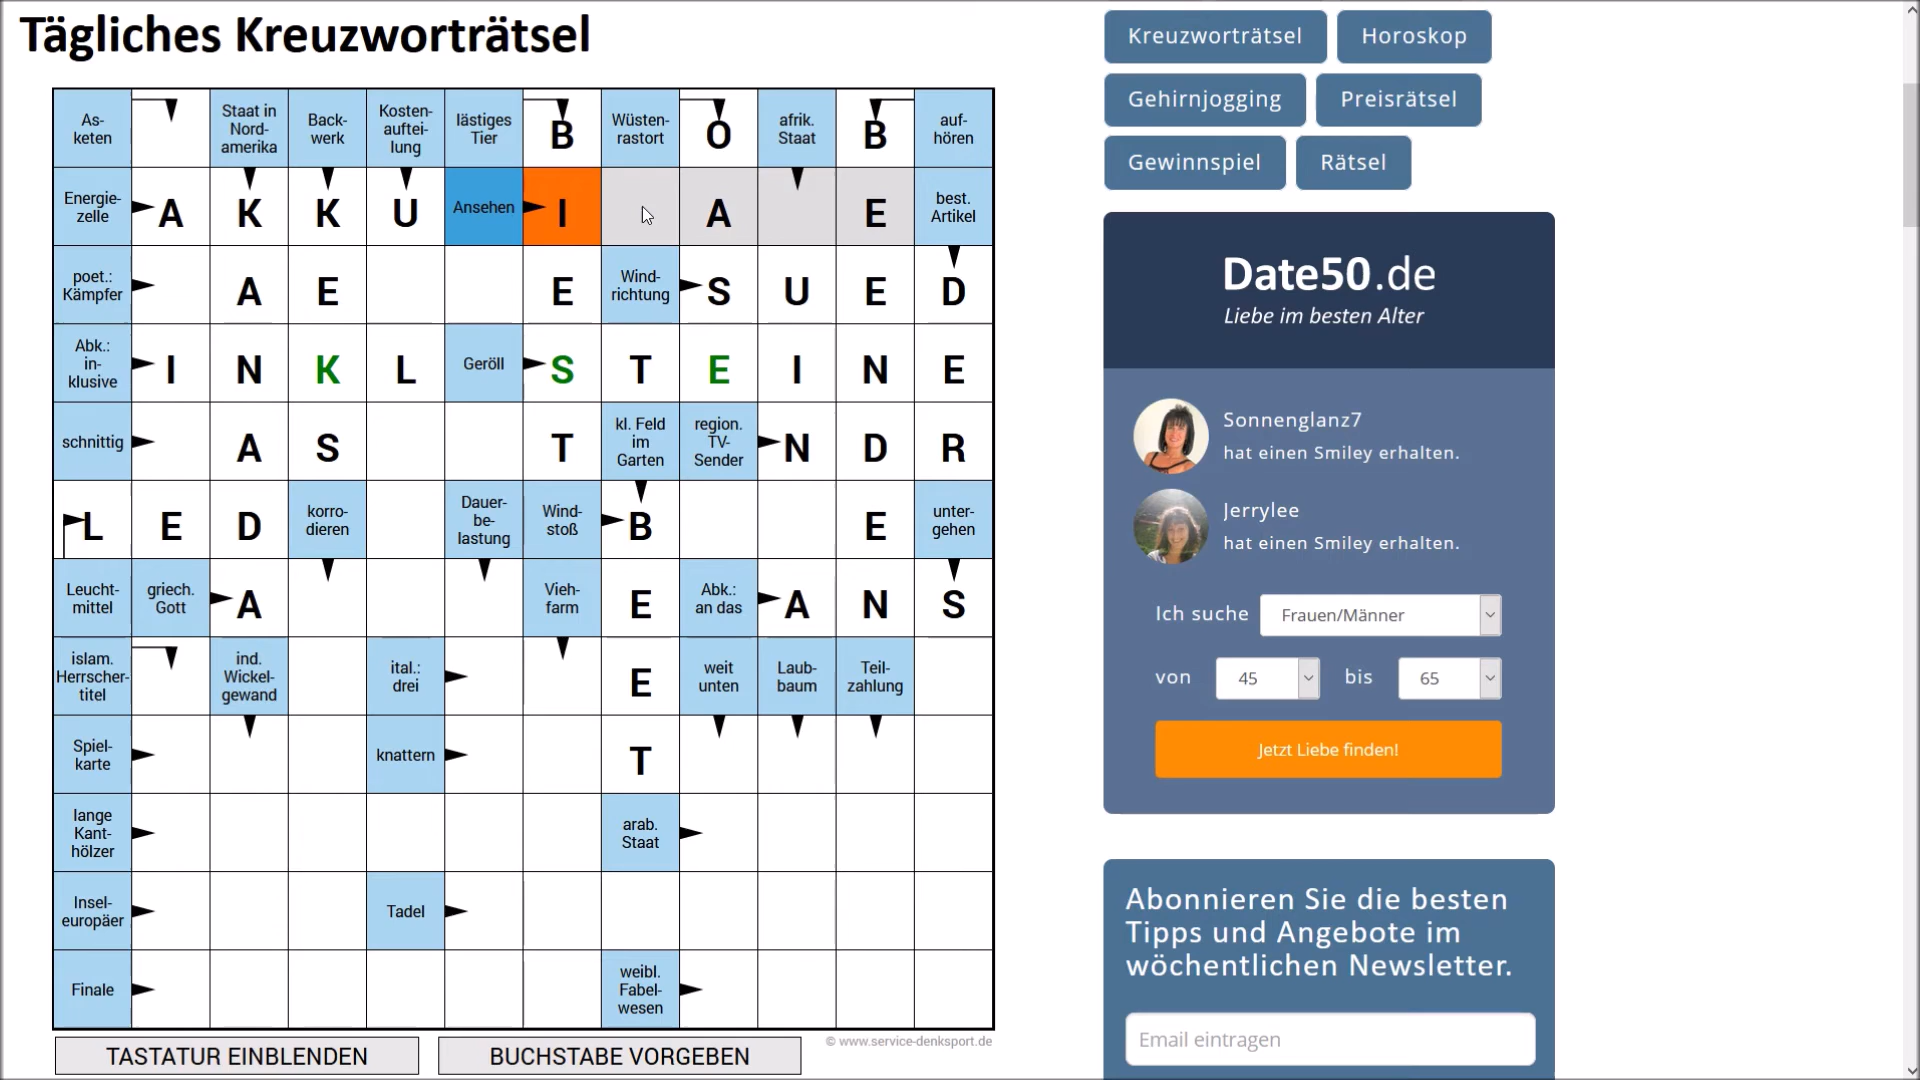 Tägliches Kreuzworträtsel
As-
keten
Staat in
Nord-
amerika
Back-
werk
Kosten-
auftei-
lung
lästiges
Tier
B
Wüsten-
rastort
O
afrik.
Staat
B
auf-
hören
Energie-
zelle
A K K U
Ansehen
I A E
best.
Artikel
poet.:
Kämpfer
A E E
Wind-
richtung
S U E D
Abk.:
in-
klusive
I N K L
Geröll
S T E I N E
schnittig
A S T
kl. Feld
im
Garten
region.
TV-
Sender
N D R
L E D
korro-
dieren
Dauer-
be-
lastung
Wind-
stoß
B E
unter-
gehen
Leucht-
mittel
griech.
Gott
A
Vieh-
farm
E
Abk.:
an das
A N S
islam.
Herrscher-
titel
ind.
Wickel-
gewand
ital.:
drei
E
weit
unten
Laub-
baum
Teil-
zahlung
Spiel-
karte
knattern
T
lange
Kant-
hölzer
arab.
Staat
Insel-
europäer
Tadel
Finale
weibl.
Fabel-
wesen
TASTATUR EINBLENDEN
BUCHSTABE VORGEBEN
© www.service-denksport.de
Kreuzworträtsel
Horoskop
Gehirnjogging
Preisrätsel
Gewinnspiel
Rätsel
Date50.de
Liebe im besten Alter
Sonnenglanz7
hat einen Smiley erhalten.
Jerrylee
hat einen Smiley erhalten.
Ich suche Frauen/Männer
von 45 bis 65
Jetzt Liebe finden!
Abonnieren Sie die besten
Tipps und Angebote im
wöchentlichen Newsletter.
Email eintragen